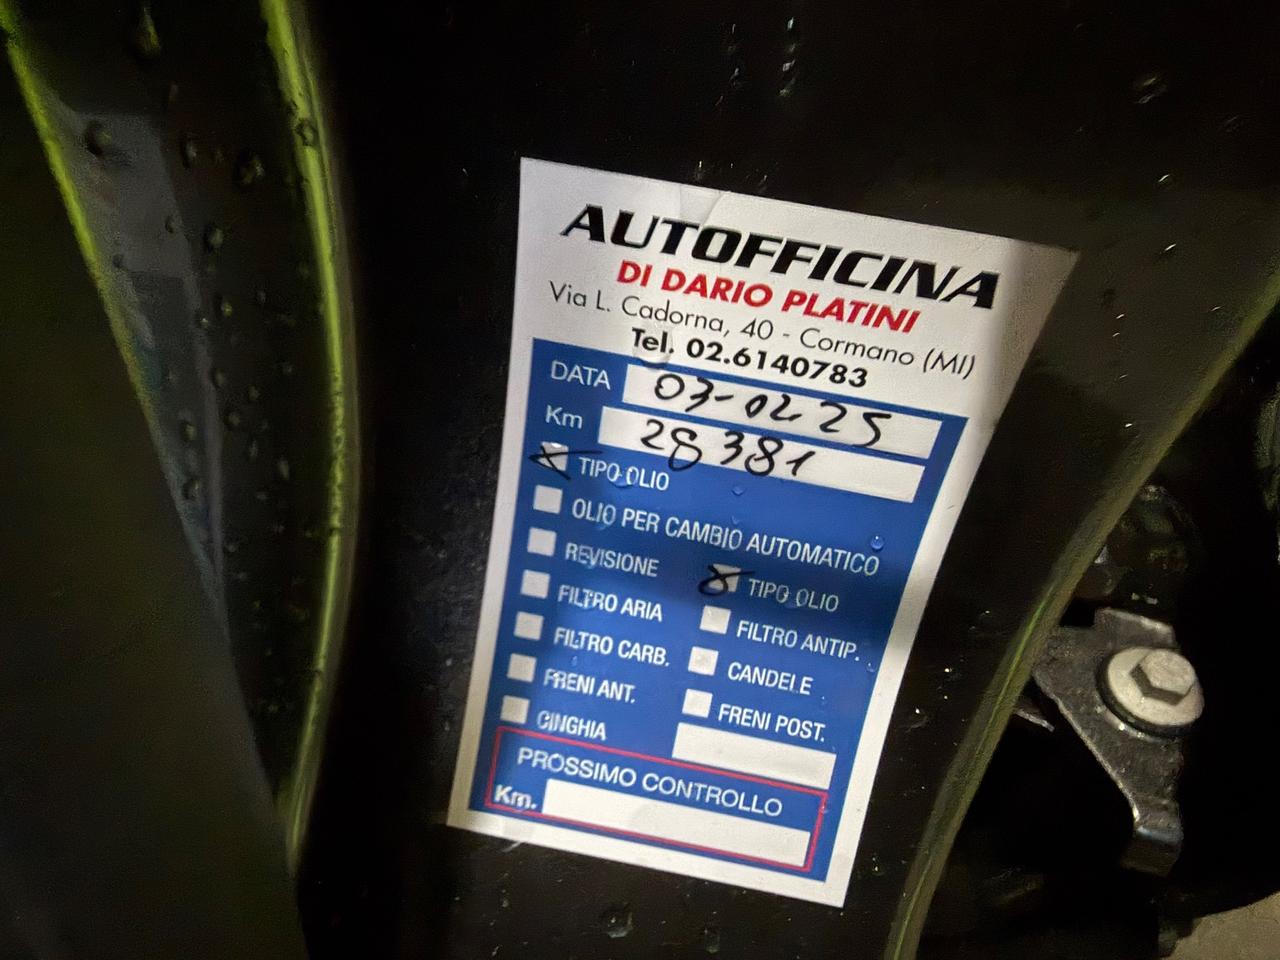 AUTOFFICINA
DI DARIO PLATINI
Via L. Cadorna, 40 - Cormano (MI)
Tel. 02.6140783
DATA 03-02 25
Km 28381
TIPO OLIO
OLIO PER CAMBIO AUTOMATICO
REVISIONE TIPO OLIO
FILTRO ARIA FILTRO ANTIP.
FILTRO CARB. CANDELE
FRENI ANT. FRENI POST.
CINGHIA
PROSSIMO CONTROLLO
Km.